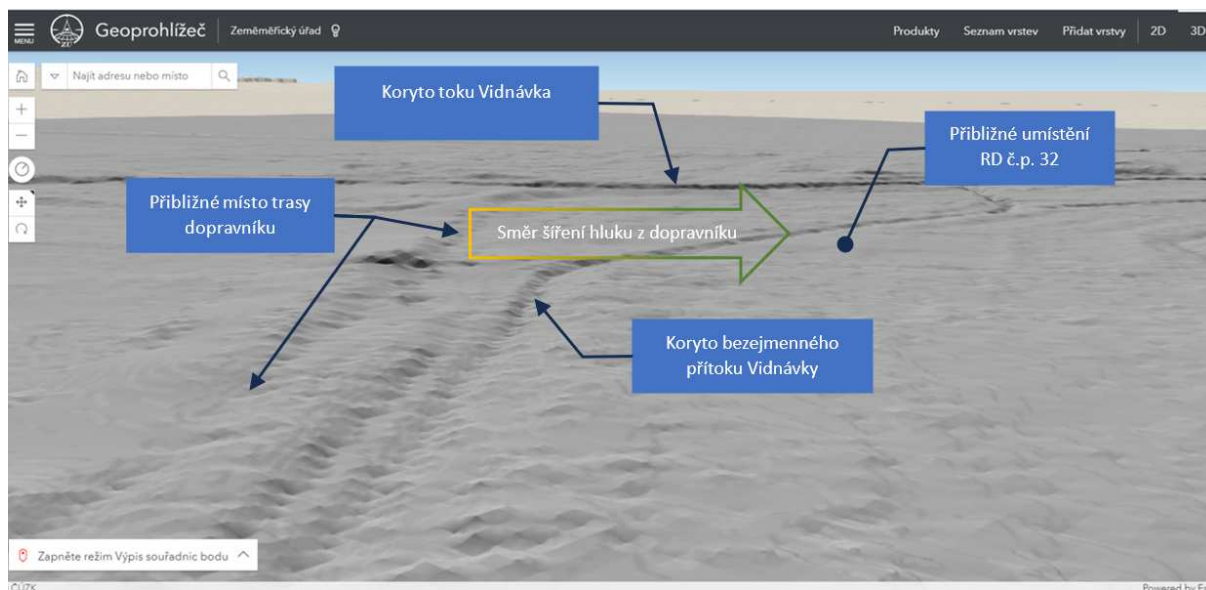 Geoprohlížeč
Zeměměřický úřad
Produkty
Seznam vrstev
Přidat vrstvy
2D
3D
MENU
Najít adresu nebo místo
Koryto toku Vidnávka
Přibližné umístění
RD č.p. 32
Přibližné místo trasy
dopravníku
Směr šíření hluku z dopravníku
Koryto bezejmenného
přítoku Vidnávky
Zapněte režim Výpis souřadnic bodu
ČÚZK
Powered by Es